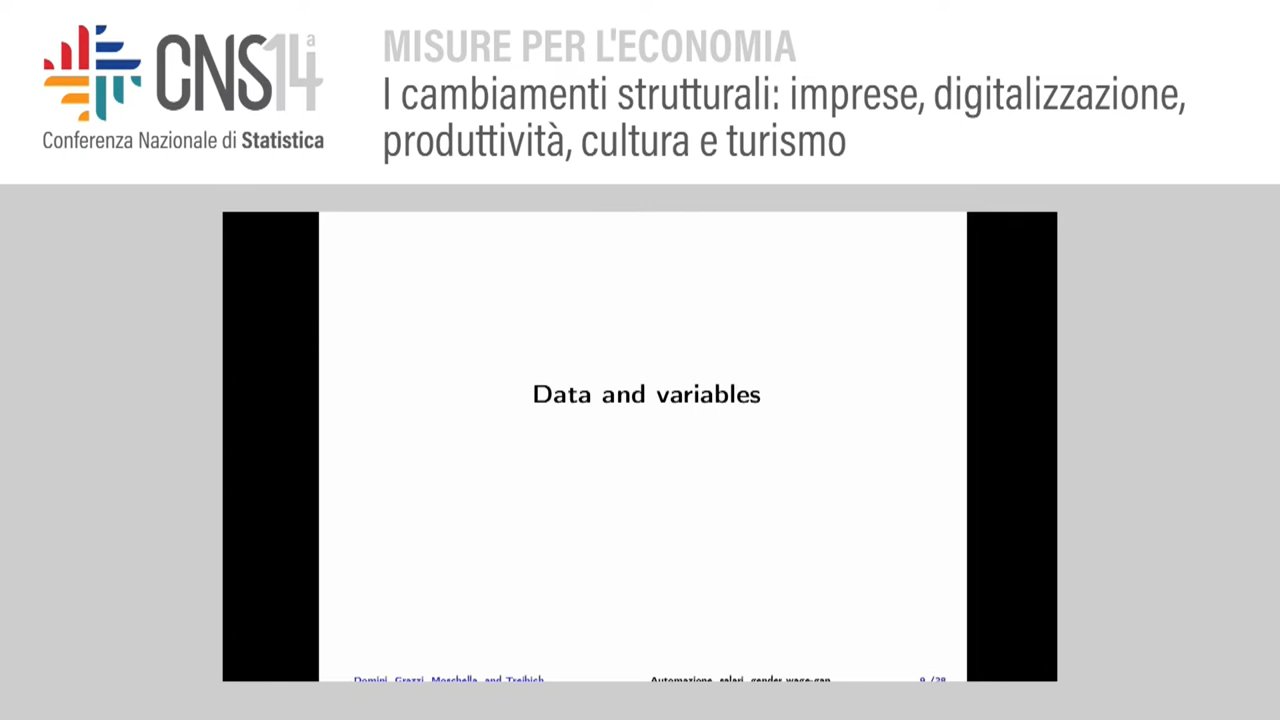 CNS14ª
Conferenza Nazionale di Statistica
MISURE PER L'ECONOMIA
I cambiamenti strutturali: imprese, digitalizzazione,
produttività, cultura e turismo
Data and variables
Domini, Grazzi, Moschella, and Treibich Automazione, salari, gender wage-gap 9 /28